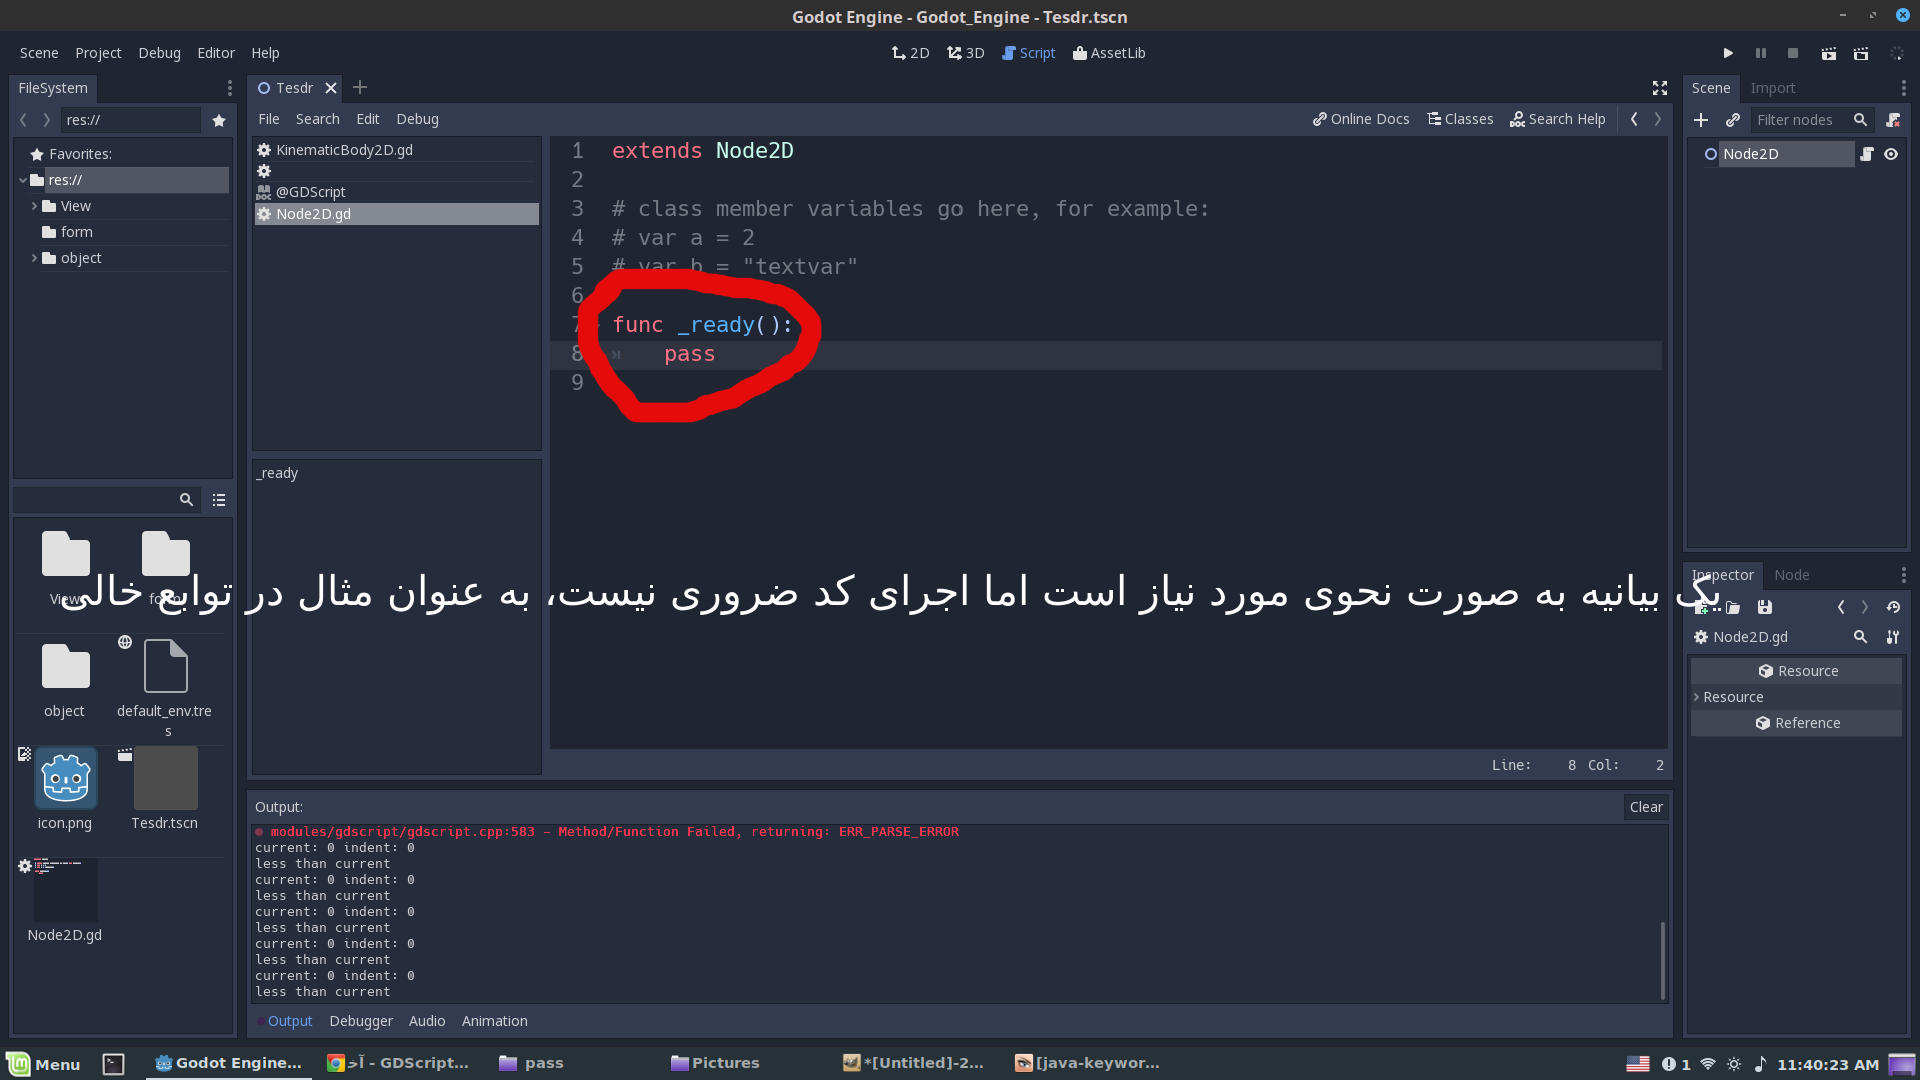 Godot Engine - Godot_Engine - Tesdr.tscn
Scene Project Debug Editor Help
2D 3D Script AssetLib
FileSystem
res://
Favorites:
res://
View
form
object
View
form
object
default_env.tre
s
icon.png
Tesdr.tscn
Node2D.gd
Tesdr
File Search Edit Debug
Online Docs Classes Search Help
KinematicBody2D.gd
@GDScript
Node2D.gd
_ready
1 extends Node2D
2
3 # class member variables go here, for example:
4 # var a = 2
5 # var b = "textvar"
6
7 func _ready():
8 pass
9
یک بیانیه به صورت نحوی مورد نیاز است اما اجرای کد ضروری نیست، به عنوان مثال در توابع خالی
Line: 8 Col: 2
Output:
Clear
modules/gdscript/gdscript.cpp:583 - Method/Function Failed, returning: ERR_PARSE_ERROR
current: 0 indent: 0
less than current
current: 0 indent: 0
less than current
current: 0 indent: 0
less than current
current: 0 indent: 0
less than current
current: 0 indent: 0
less than current
Output Debugger Audio Animation
Scene Import
Filter nodes
Node2D
Inspector Node
Node2D.gd
Resource
Resource
Reference
Menu
Godot Engine...
آخ - GDScript...
pass
Pictures
*[Untitled]-2...
[java-keywor...
1
11:40:23 AM